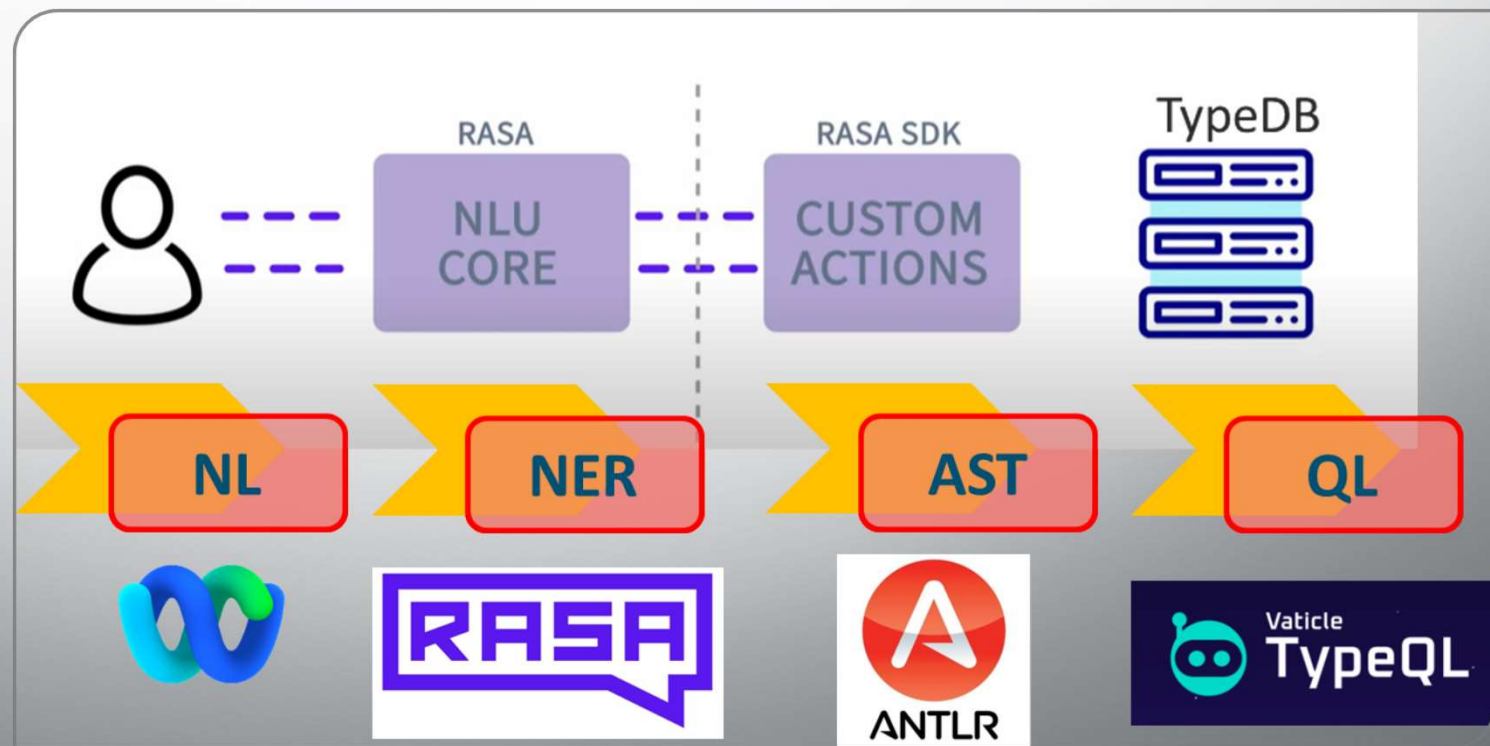 RASA
RASA SDK
TypeDB
NLU
CORE
CUSTOM
ACTIONS
NL
NER
AST
QL
RASA
ANTLR
Vaticle
TypeQL